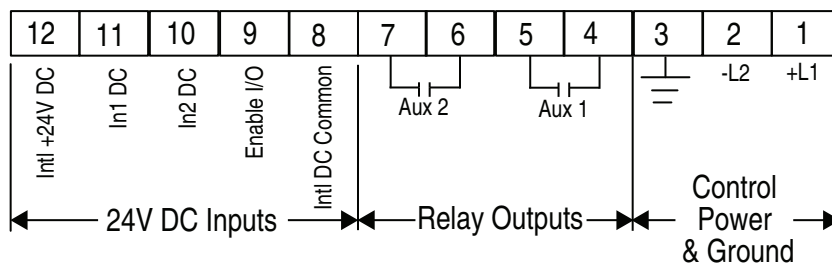 12 11 10 9 8 7 6 5 4 3 2 1
Intl +24V DC
In1 DC
In2 DC
Enable I/O
Intl DC Common
Aux 2
Aux 1
-L2
+L1
24V DC Inputs
Relay Outputs
Control
Power
& Ground